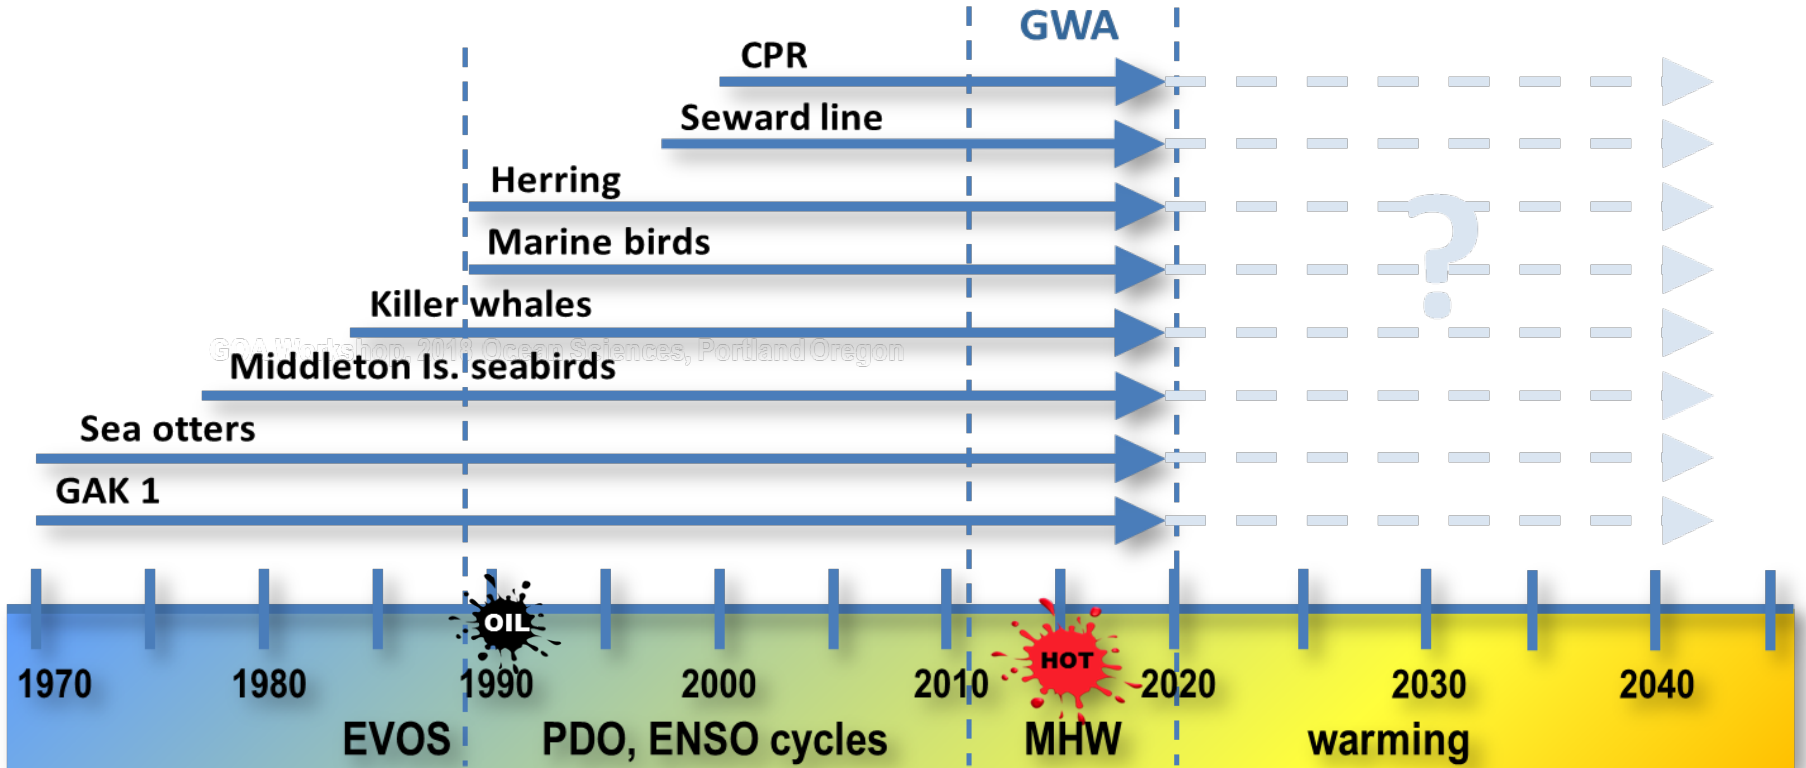 GWA
CPR
Seward line
Herring
Marine birds
?
Killer whales
GOA Workshop, 2018 Ocean Sciences, Portland Oregon
Middleton Is. seabirds
Sea otters
GAK 1
OIL
HOT
1970 1980 1990 2000 2010 2020 2030 2040
EVOS PDO, ENSO cycles MHW warming